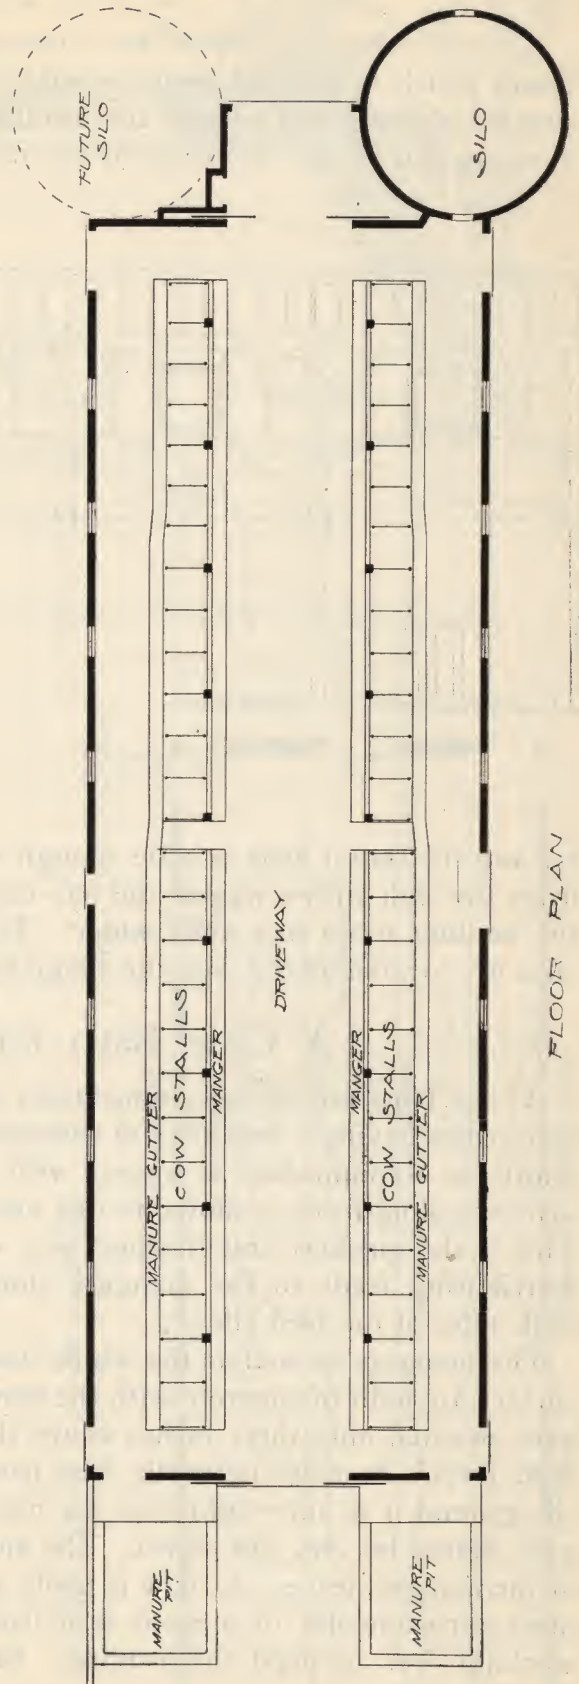 FUTURE
SILO
SILO
MANURE GUTTER
COW STALLS
MANGER
DRIVEWAY
MANGER
COW STALLS
MANURE GUTTER
MANURE
PIT
MANURE
PIT
FLOOR PLAN